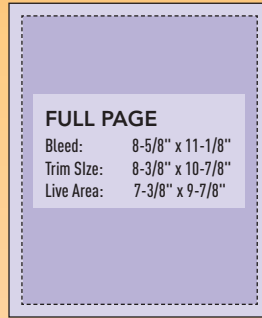 FULL PAGE
Bleed: 8-5/8" x 11-1/8"
Trim SIze: 8-3/8" x 10-7/8"
Live Area: 7-3/8" x 9-7/8"